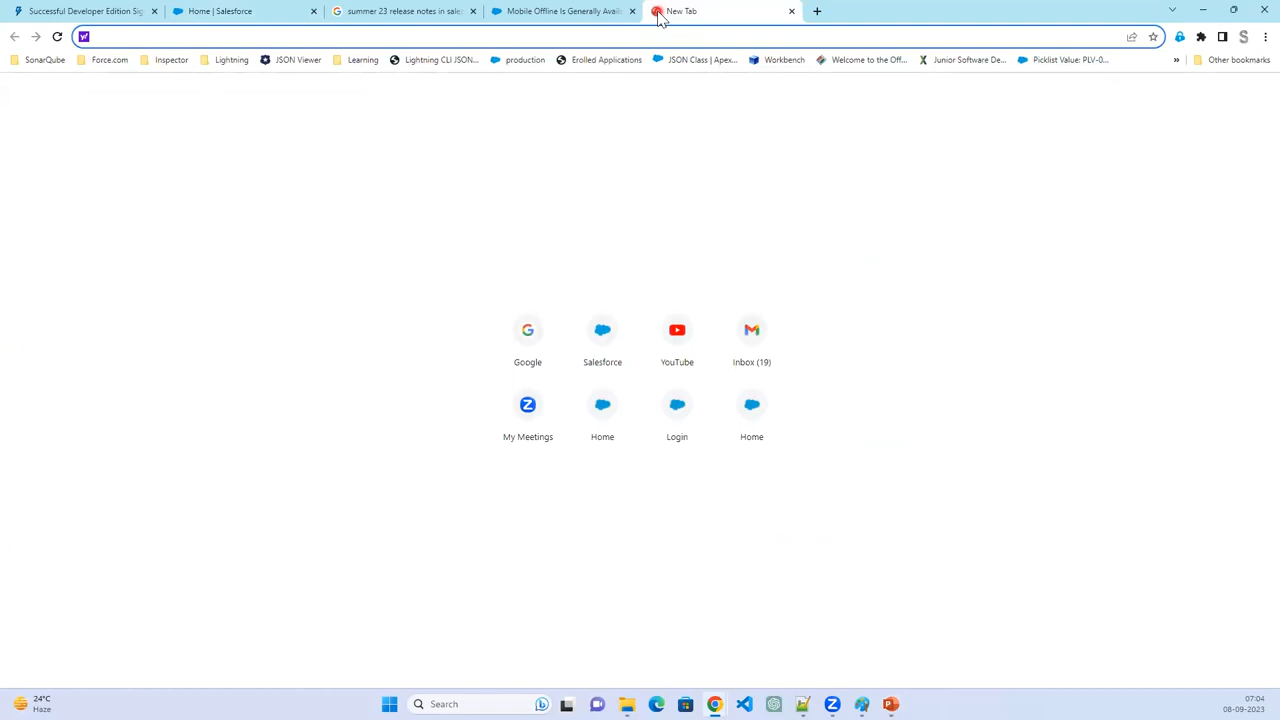 Successful Developer Edition Sig
Home | Salesforce
summer 23 release notes in sale
Mobile Offline Is Generally Avail
New Tab
SonarQube
Force.com
Inspector
Lightning
JSON Viewer
Learning
Lightning CLI JSON...
production
Erolled Applications
JSON Class | Apex...
Workbench
Welcome to the Off...
Junior Software De...
Picklist Value: PLV-0...
»
Other bookmarks
Google
Salesforce
YouTube
Inbox (19)
My Meetings
Home
Login
Home
24°C
Haze
Search
07:04
08-09-2023